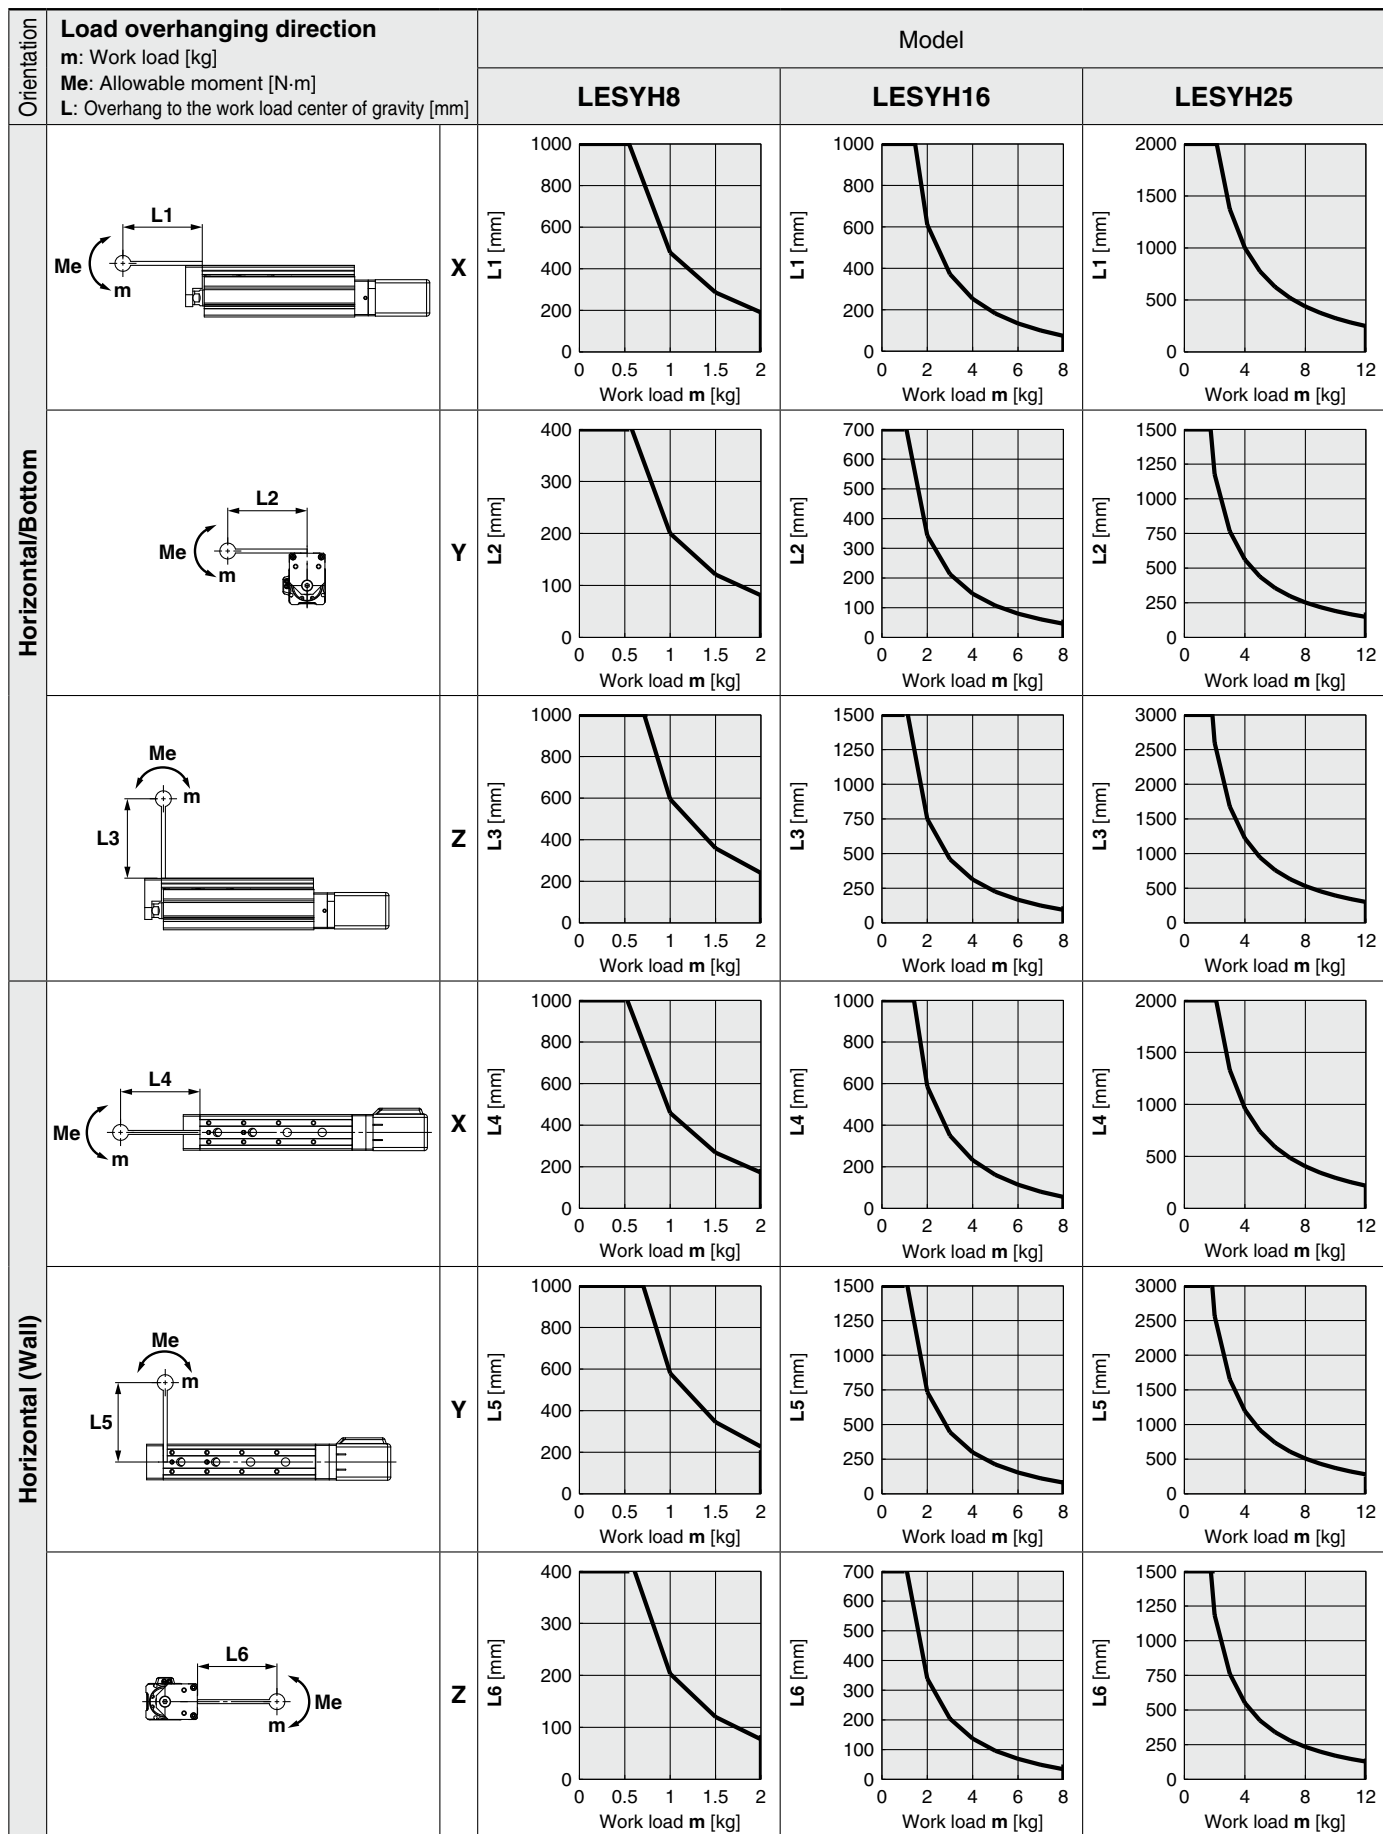 Orientation
Load overhanging direction
m: Work load [kg]
Me: Allowable moment [N·m]
L: Overhang to the work load center of gravity [mm]
Model
LESYH8
LESYH16
LESYH25
Horizontal/Bottom
L1
Me
m
X
L1 [mm]
1000
800
600
400
200
0
0 0.5 1 1.5 2
Work load m [kg]
L1 [mm]
1000
800
600
400
200
0
0 2 4 6 8
Work load m [kg]
L1 [mm]
2000
1500
1000
500
0
0 4 8 12
Work load m [kg]
L2
Me
m
Y
L2 [mm]
400
300
200
100
0
0 0.5 1 1.5 2
Work load m [kg]
L2 [mm]
700
600
500
400
300
200
100
0
0 2 4 6 8
Work load m [kg]
L2 [mm]
1500
1250
1000
750
500
250
0
0 4 8 12
Work load m [kg]
Me
m
L3
Z
L3 [mm]
1000
800
600
400
200
0
0 0.5 1 1.5 2
Work load m [kg]
L3 [mm]
1500
1250
1000
750
500
250
0
0 2 4 6 8
Work load m [kg]
L3 [mm]
3000
2500
2000
1500
1000
500
0
0 4 8 12
Work load m [kg]
Horizontal (Wall)
L4
Me
m
X
L4 [mm]
1000
800
600
400
200
0
0 0.5 1 1.5 2
Work load m [kg]
L4 [mm]
1000
800
600
400
200
0
0 2 4 6 8
Work load m [kg]
L4 [mm]
2000
1500
1000
500
0
0 4 8 12
Work load m [kg]
Me
m
L5
Y
L5 [mm]
1000
800
600
400
200
0
0 0.5 1 1.5 2
Work load m [kg]
L5 [mm]
1500
1250
1000
750
500
250
0
0 2 4 6 8
Work load m [kg]
L5 [mm]
3000
2500
2000
1500
1000
500
0
0 4 8 12
Work load m [kg]
L6
Me
m
Z
L6 [mm]
400
300
200
100
0
0 0.5 1 1.5 2
Work load m [kg]
L6 [mm]
700
600
500
400
300
200
100
0
0 2 4 6 8
Work load m [kg]
L6 [mm]
1500
1250
1000
750
500
250
0
0 4 8 12
Work load m [kg]